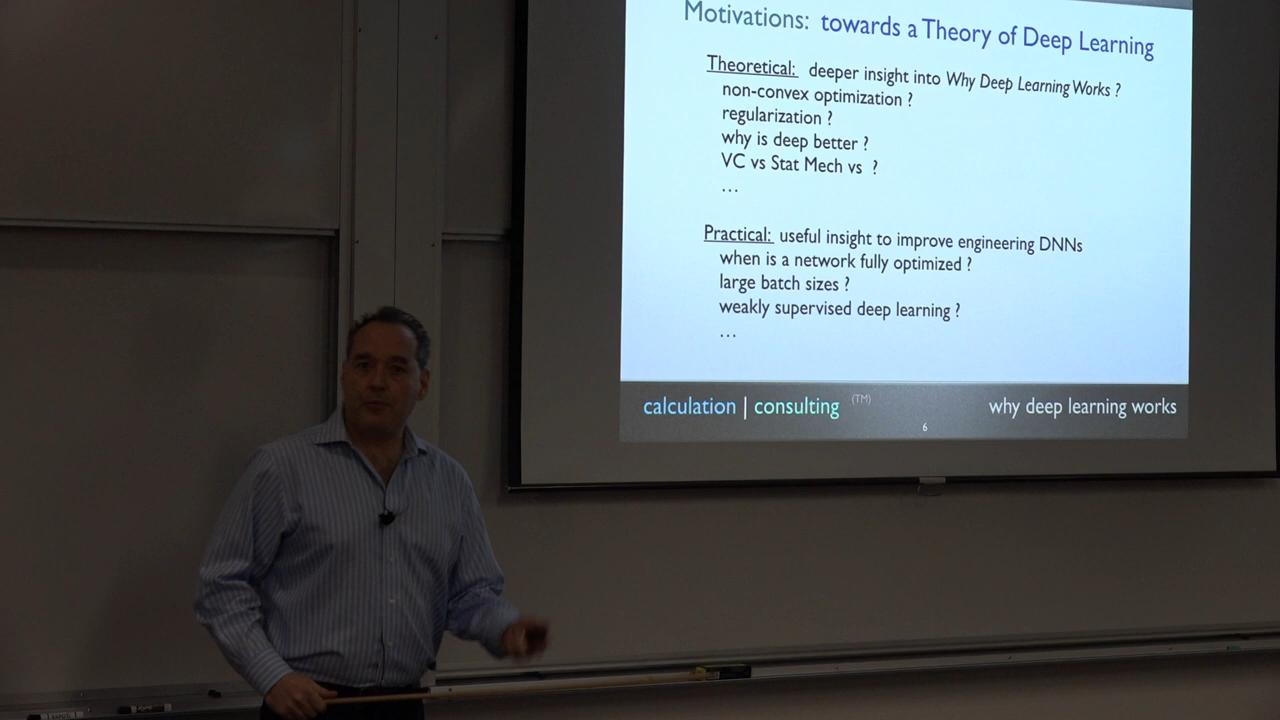 Motivations: towards a Theory of Deep Learning
Theoretical: deeper insight into Why Deep Learning Works ?
non-convex optimization ?
regularization ?
why is deep better ?
VC vs Stat Mech vs ?
…
Practical: useful insight to improve engineering DNNs
when is a network fully optimized ?
large batch sizes ?
weakly supervised deep learning ?
…
calculation | consulting (TM)
why deep learning works
6